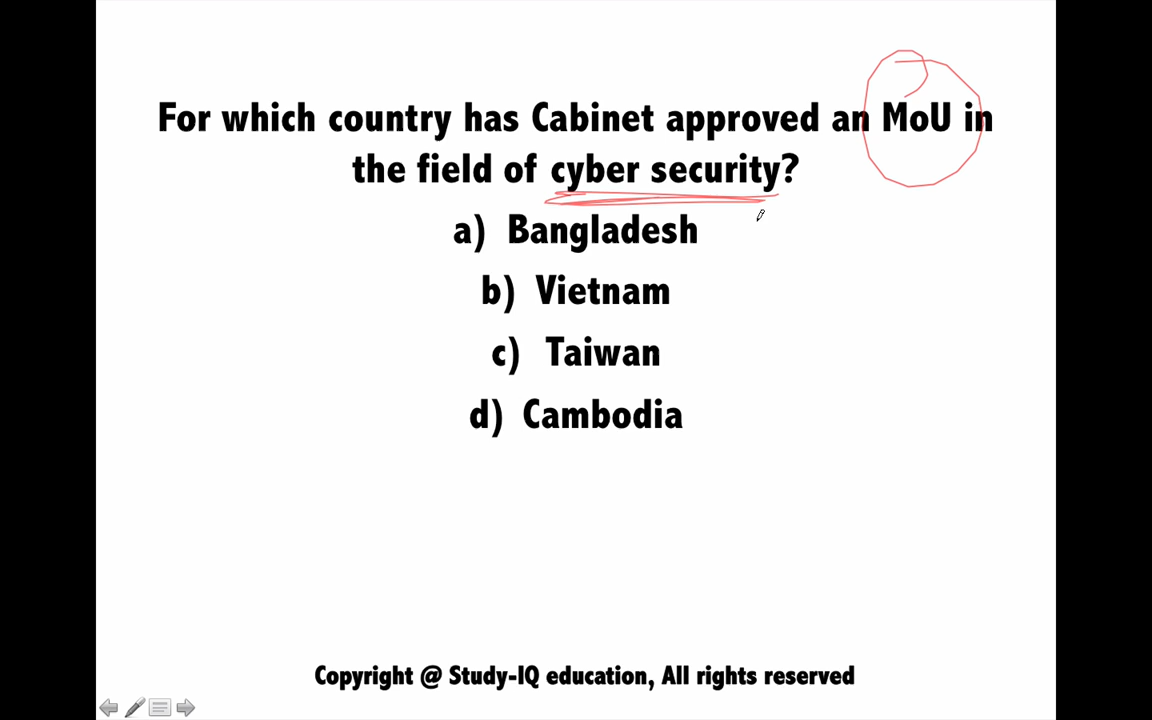 For which country has Cabinet approved an MoU in
the field of cyber security?
a) Bangladesh
b) Vietnam
c) Taiwan
d) Cambodia
Copyright @ Study-IQ education, All rights reserved